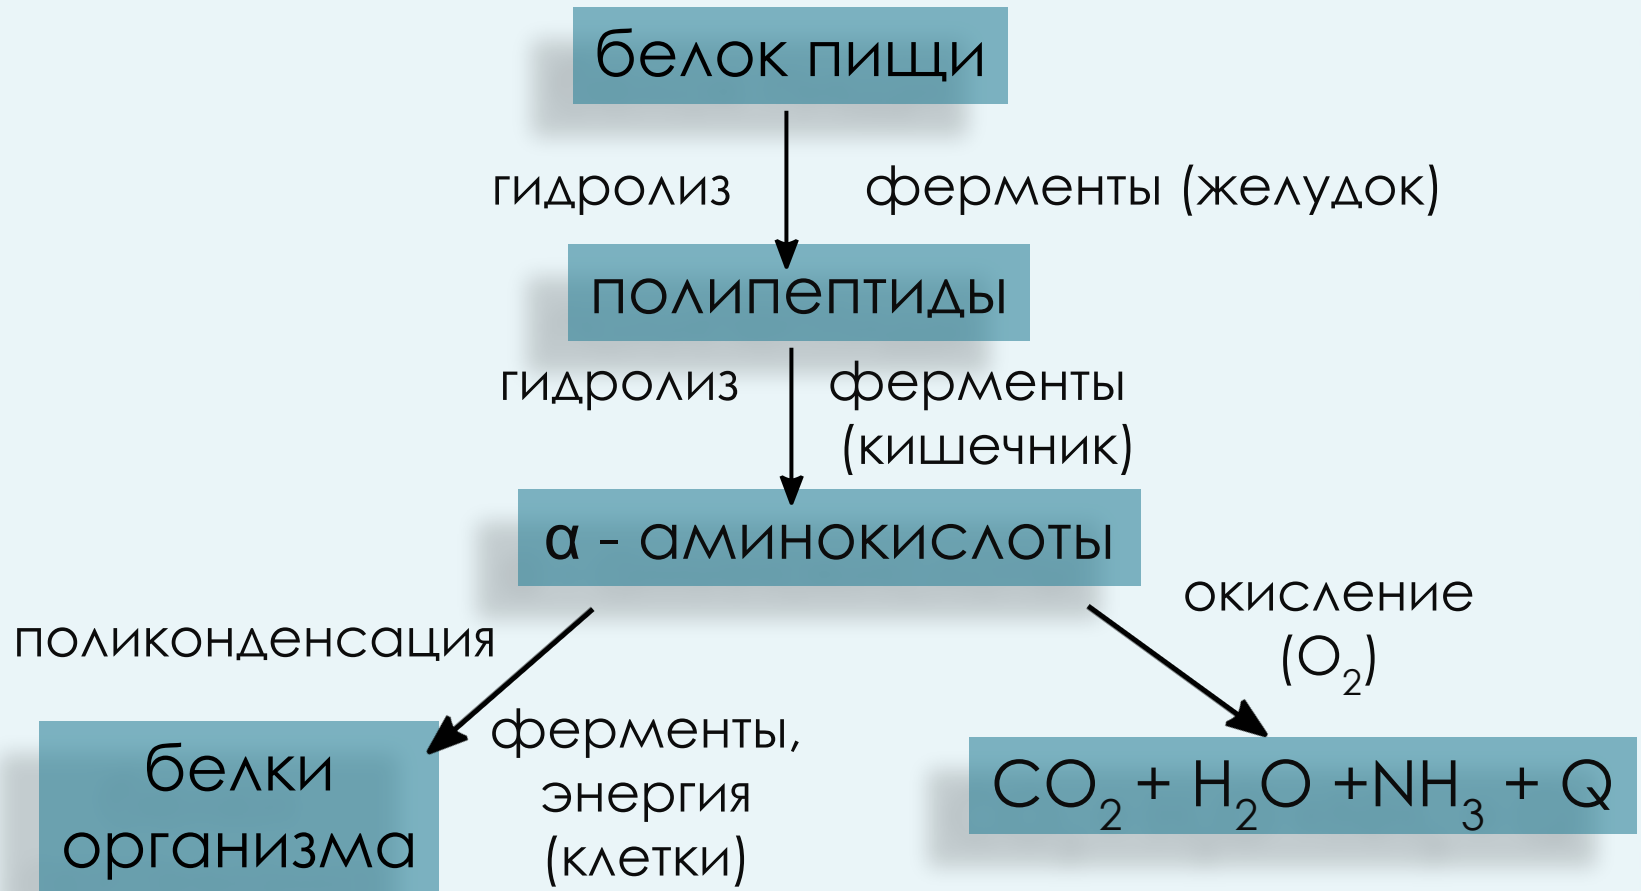 белок пищи
гидролиз
ферменты (желудок)
полипептиды
гидролиз
ферменты
(кишечник)
α - аминокислоты
поликонденсация
окисление
(O₂)
белки
организма
ферменты,
энергия
(клетки)
CO₂ + H₂O +NH₃ + Q